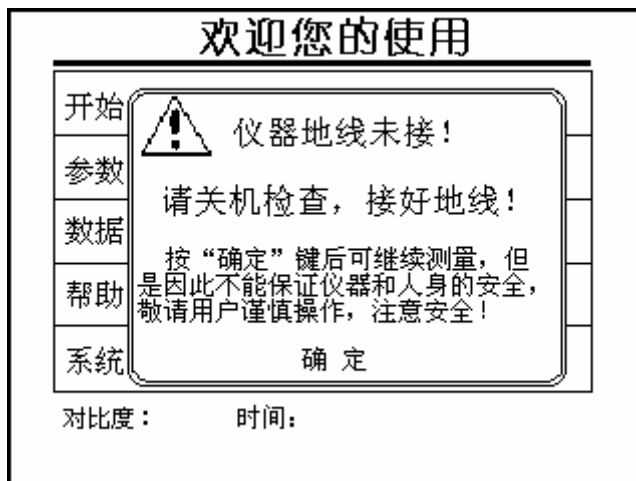 欢迎您的使用
开始
仪器地线未接！
参数
请关机检查，接好地线！
数据
按“确定”键后可继续测量，但
是因此不能保证仪器和人身的安全，
敬请用户谨慎操作，注意安全！
帮助
系统
确 定
对比度： 时间：